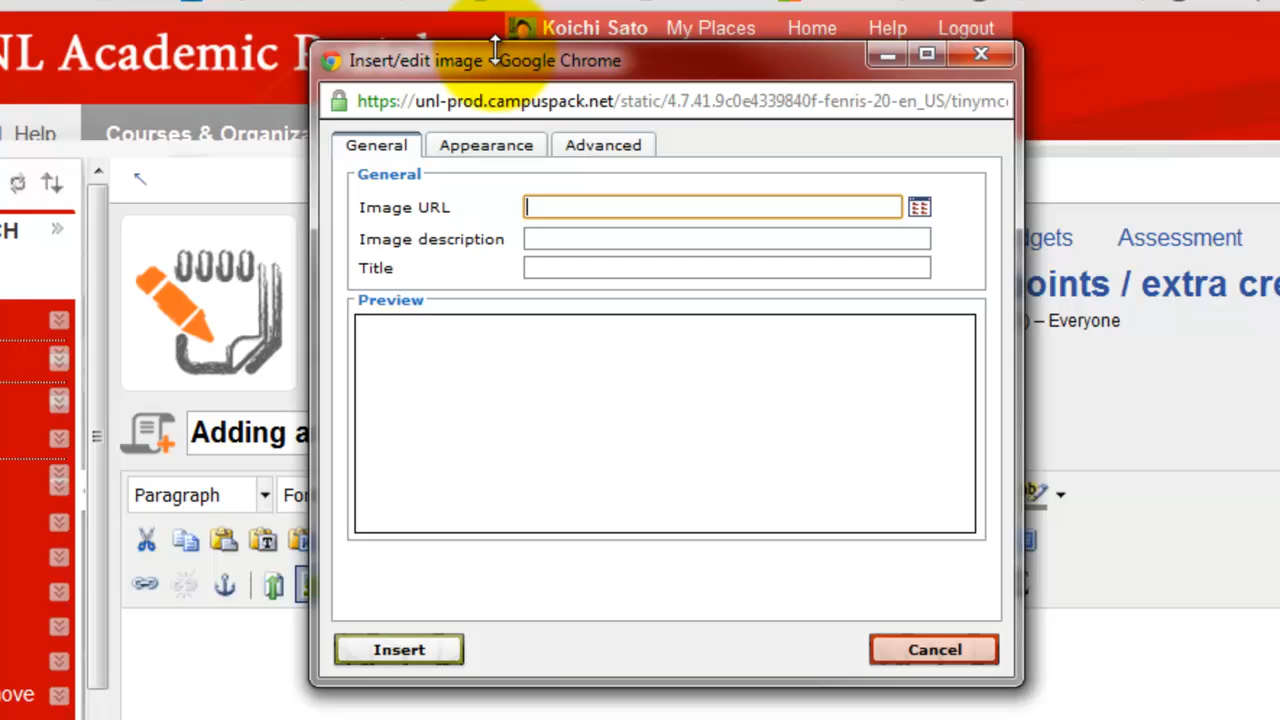 Koichi Sato My Places Home Help Logout
NL Academic P
Insert/edit image - Google Chrome
https://unl-prod.campuspack.net/static/4.7.41.9c0e4339840f-fenris-20-en_US/tinymc
Help
Courses & Organiza
General Appearance Advanced
General
Image URL
Image description
Title
Preview
CH
dgets Assessment
oints / extra cre
) – Everyone
Adding a
Paragraph
For
Insert
Cancel
ove